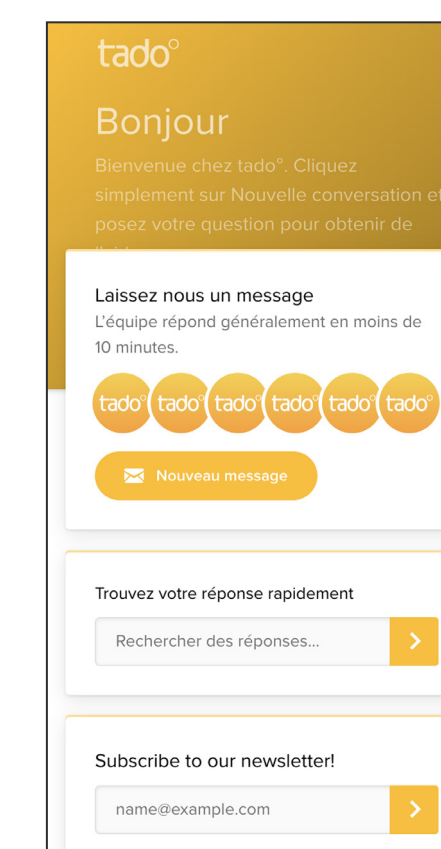 tado°
Bonjour
Bienvenue chez tado°. Cliquez
simplement sur Nouvelle conversation et
posez votre question pour obtenir de
Laissez nous un message
L'équipe répond généralement en moins de
10 minutes.
tado° tado° tado° tado° tado° tado°
Nouveau message
Trouvez votre réponse rapidement
Rechercher des réponses...
Subscribe to our newsletter!
name@example.com